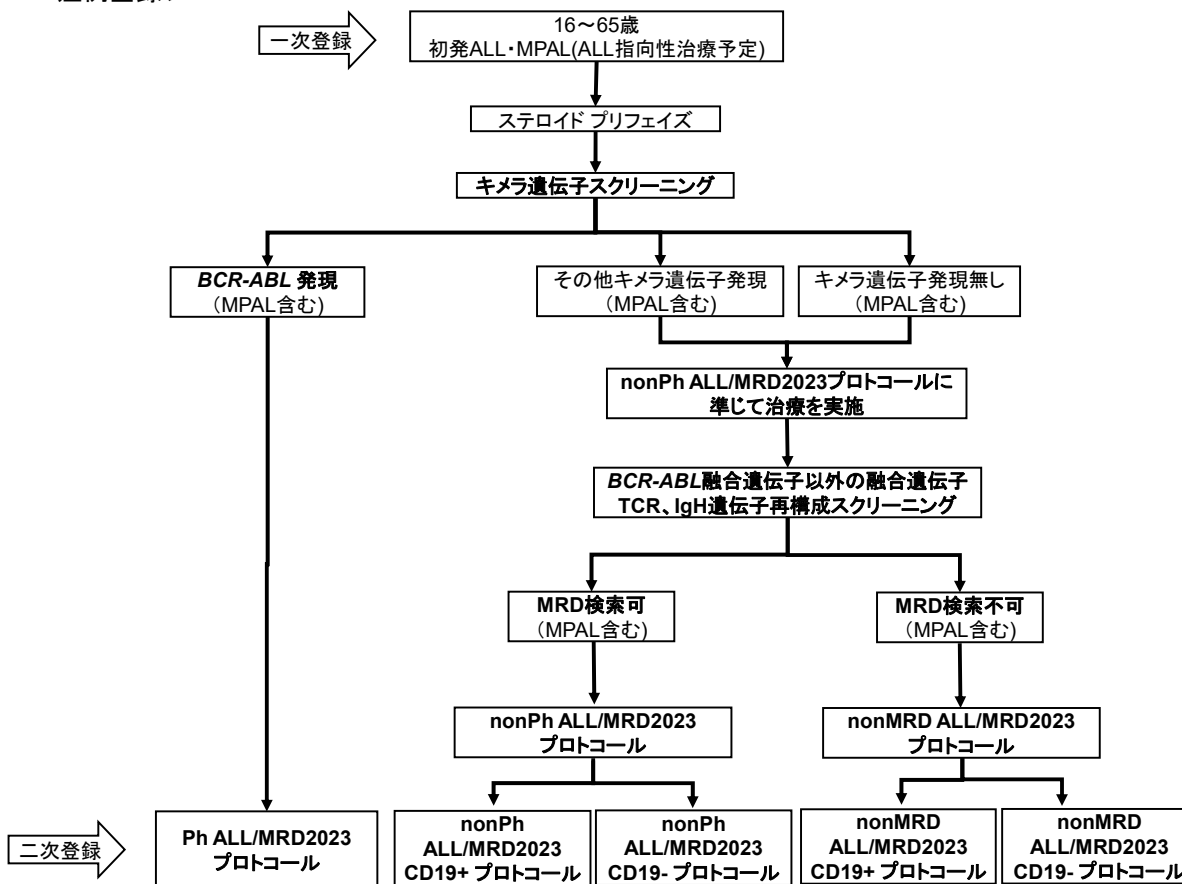 一次登録
16～65歳
初発ALL・MPAL(ALL指向性治療予定)
ステロイド プリフェイズ
キメラ遺伝子スクリーニング
BCR-ABL 発現
（MPAL含む）
その他キメラ遺伝子発現
（MPAL含む）
キメラ遺伝子発現無し
（MPAL含む）
nonPh ALL/MRD2023プロトコールに
準じて治療を実施
BCR-ABL融合遺伝子以外の融合遺伝子
TCR、IgH遺伝子再構成スクリーニング
MRD検索可
（MPAL含む）
MRD検索不可
（MPAL含む）
nonPh ALL/MRD2023
プロトコール
nonMRD ALL/MRD2023
プロトコール
二次登録
Ph ALL/MRD2023
プロトコール
nonPh
ALL/MRD2023
CD19+ プロトコール
nonPh
ALL/MRD2023
CD19- プロトコール
nonMRD
ALL/MRD2023
CD19+ プロトコール
nonMRD
ALL/MRD2023
CD19- プロトコール